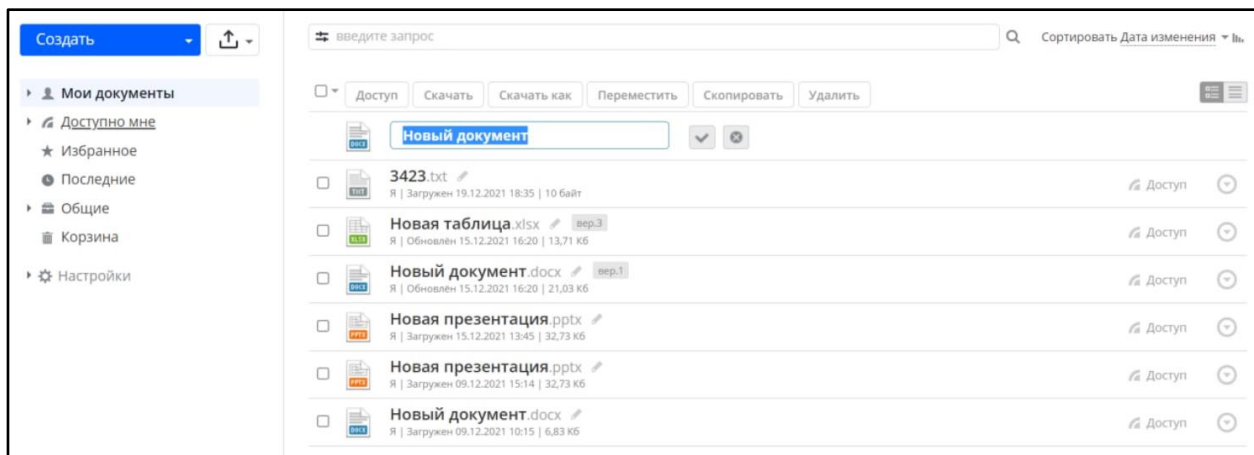 Создать
введите запрос
Сортировать Дата изменения
Мои документы
Доступно мне
Избранное
Последние
Общие
Корзина
Настройки
Доступ Скачать Скачать как Переместить Скопировать Удалить
DOCX Новый документ
TXT 3423.txt
Я | Загружен 19.12.2021 18:35 | 10 байт
Доступ
XLSX Новая таблица.xlsx вер.3
Я | Обновлён 15.12.2021 16:20 | 13,71 Кб
Доступ
DOCX Новый документ.docx вер.1
Я | Обновлён 15.12.2021 16:20 | 21,03 Кб
Доступ
PPTX Новая презентация.pptx
Я | Загружен 15.12.2021 13:45 | 32,73 Кб
Доступ
PPTX Новая презентация.pptx
Я | Загружен 09.12.2021 15:14 | 32,73 Кб
Доступ
DOCX Новый документ.docx
Я | Загружен 09.12.2021 10:15 | 6,83 Кб
Доступ